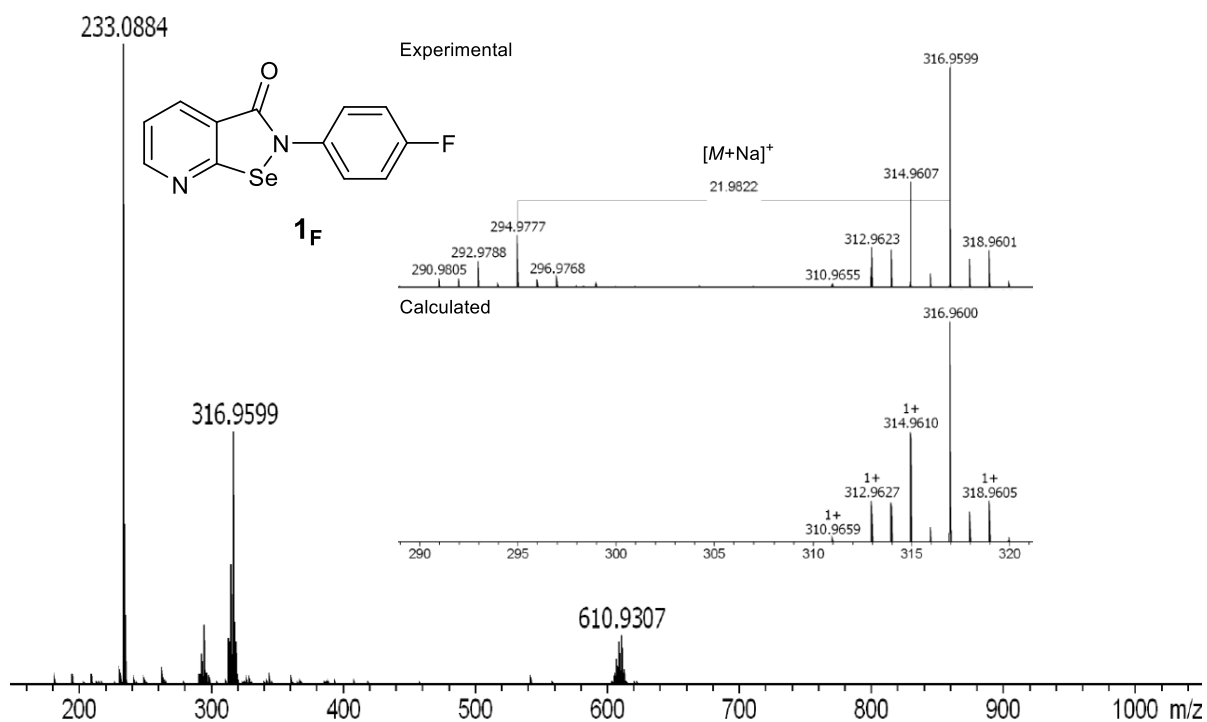 233.0884
Experimental
316.9599
O
N
F
N
Se
1F
[M+Na]+
21.9822
314.9607
294.9777
292.9788
290.9805
296.9768
312.9623
318.9601
310.9655
Calculated
316.9600
316.9599
1+
314.9610
1+
312.9627
1+
318.9605
1+
310.9659
290 295 300 305 310 315 320
610.9307
200 300 400 500 600 700 800 900 1000 m/z